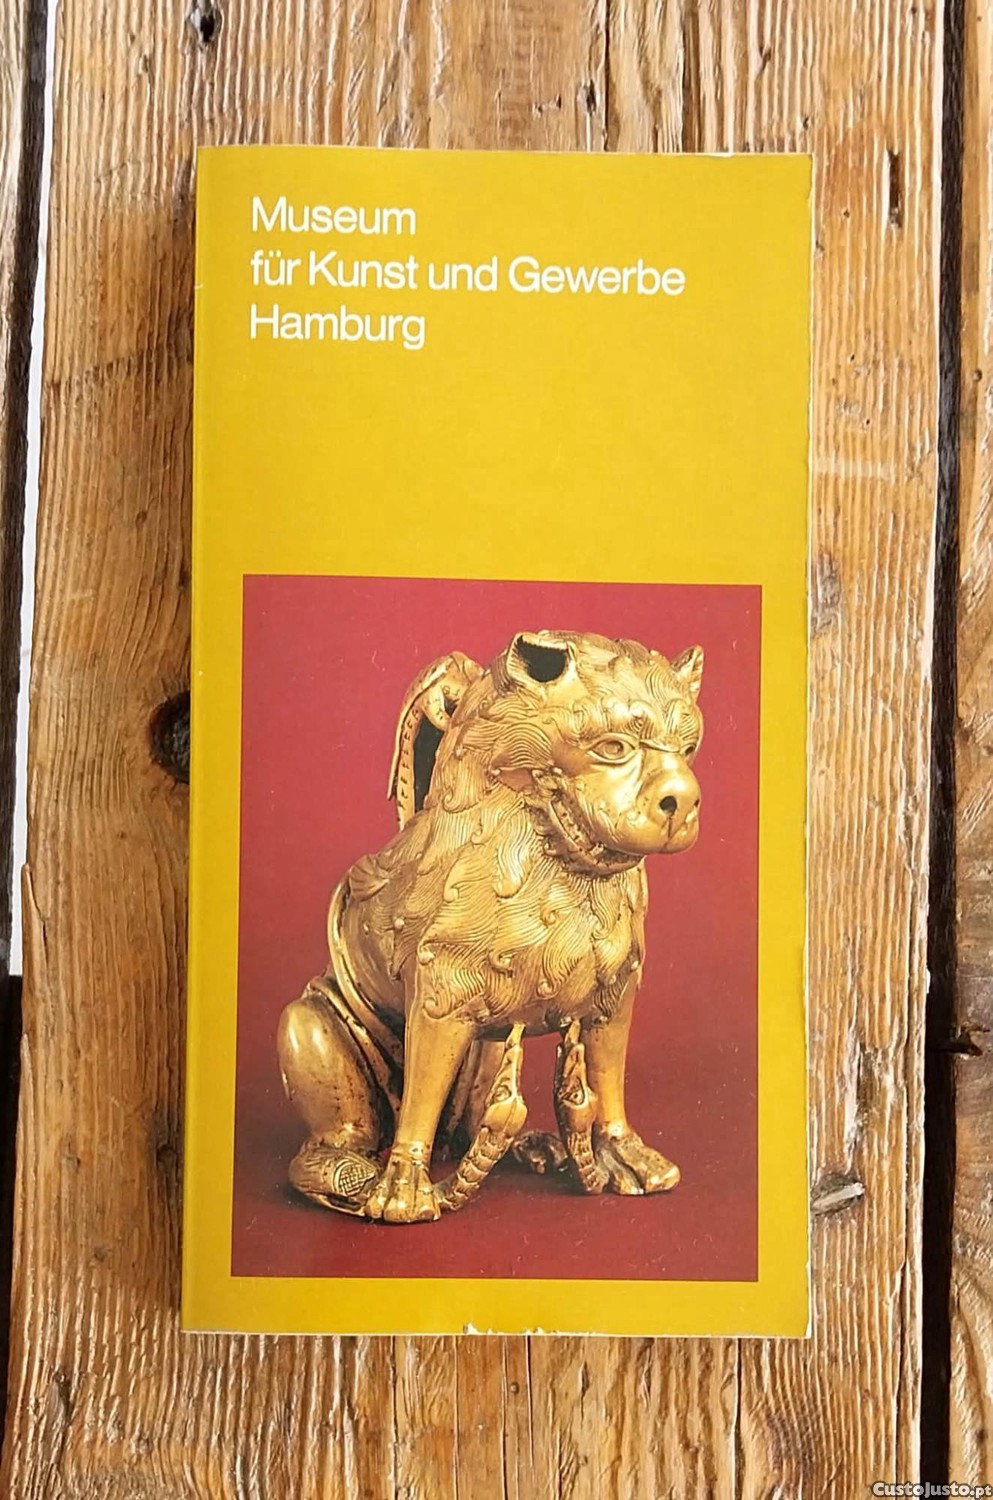 Museum
für Kunst und Gewerbe
Hamburg
CustoJusto.pt